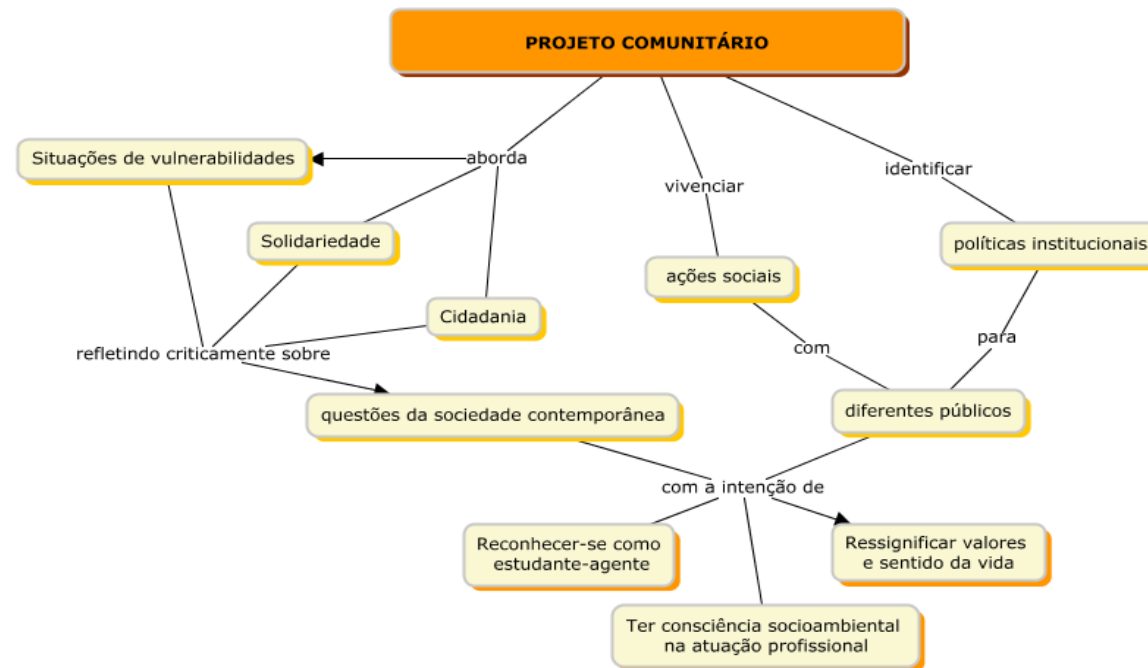 PROJETO COMUNITÁRIO
Situações de vulnerabilidades
aborda
identificar
vivenciar
Solidariedade
políticas institucionais
ações sociais
Cidadania
refletindo criticamente sobre
com
para
questões da sociedade contemporânea
diferentes públicos
com a intenção de
Reconhecer-se como
estudante-agente
Ressignificar valores
e sentido da vida
Ter consciência socioambiental
na atuação profissional